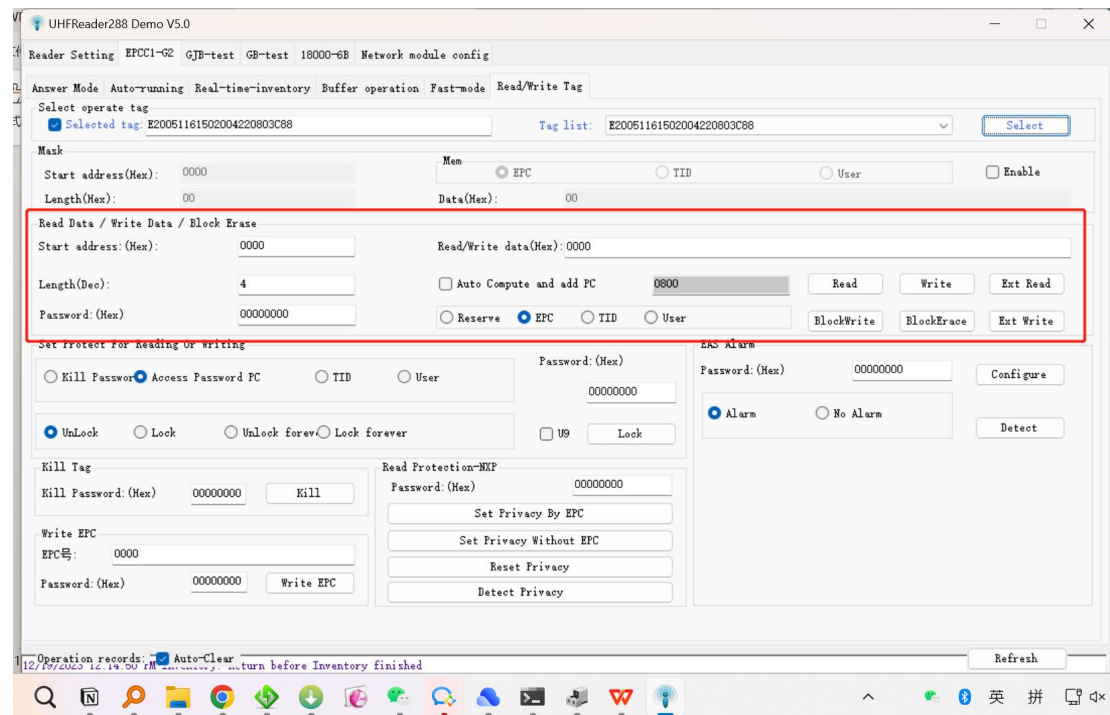 UHFReader288 Demo V5.0
Reader Setting EPCC1-G2 GJB-test GB-test 18000-6B Network module config
Answer Mode Auto-running Real-time-inventory Buffer operation Fast-mode Read/Write Tag
Select operate tag
Selected tag: E20051161502004220803C88 Tag list: E20051161502004220803C88 Select
Mask
Start address(Hex): 0000 Mem EPC TID User Enable
Length(Hex): 00 Data(Hex): 00
Read Data / Write Data / Block Erase
Start address:(Hex): 0000 Read/Write data(Hex): 0000
Length(Dec): 4 Auto Compute and add PC 0800 Read Write Ext Read
Password:(Hex) 00000000 Reserve EPC TID User BlockWrite BlockErace Ext Write
Set Protect For Reading Or Writing
Kill Passwor Access Password PC TID User
Password:(Hex)
00000000
UnLock Lock Unlock forev Lock forever U9 Lock
EAS Alarm
Password:(Hex) 00000000 Configure
Alarm No Alarm
Detect
Kill Tag
Kill Password:(Hex) 00000000 Kill
Write EPC
EPC号: 0000
Password:(Hex) 00000000 Write EPC
Read Protection-NXP
Password:(Hex) 00000000
Set Privacy By EPC
Set Privacy Without EPC
Reset Privacy
Detect Privacy
Operation records: Auto-Clear Refresh
Before Inventory finished
英 拼